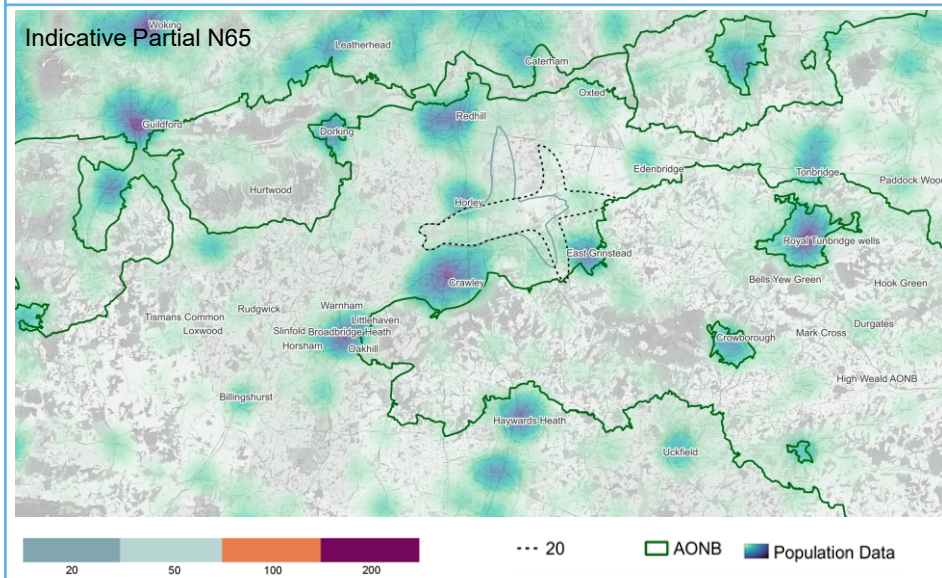 Indicative Partial N65
Woking
Leatherhead
Caterham
Oxted
Guildford
Redhill
Dorking
Edenbridge
Tonbridge
Paddock Wood
Hurtwood
Horley
Royal Tunbridge wells
East Grinstead
Bells Yew Green
Hook Green
Crawley
Warnham
Rudgwick
Tismans Common
Littlehaven
Loxwood
Slinfold
Broadbridge Heath
Durgates
Mark Cross
Crowborough
Horsham
Oakhill
High Weald AONB
Billingshurst
Haywards Heath
Uckfield
20 50 100 200
20
AONB
Population Data